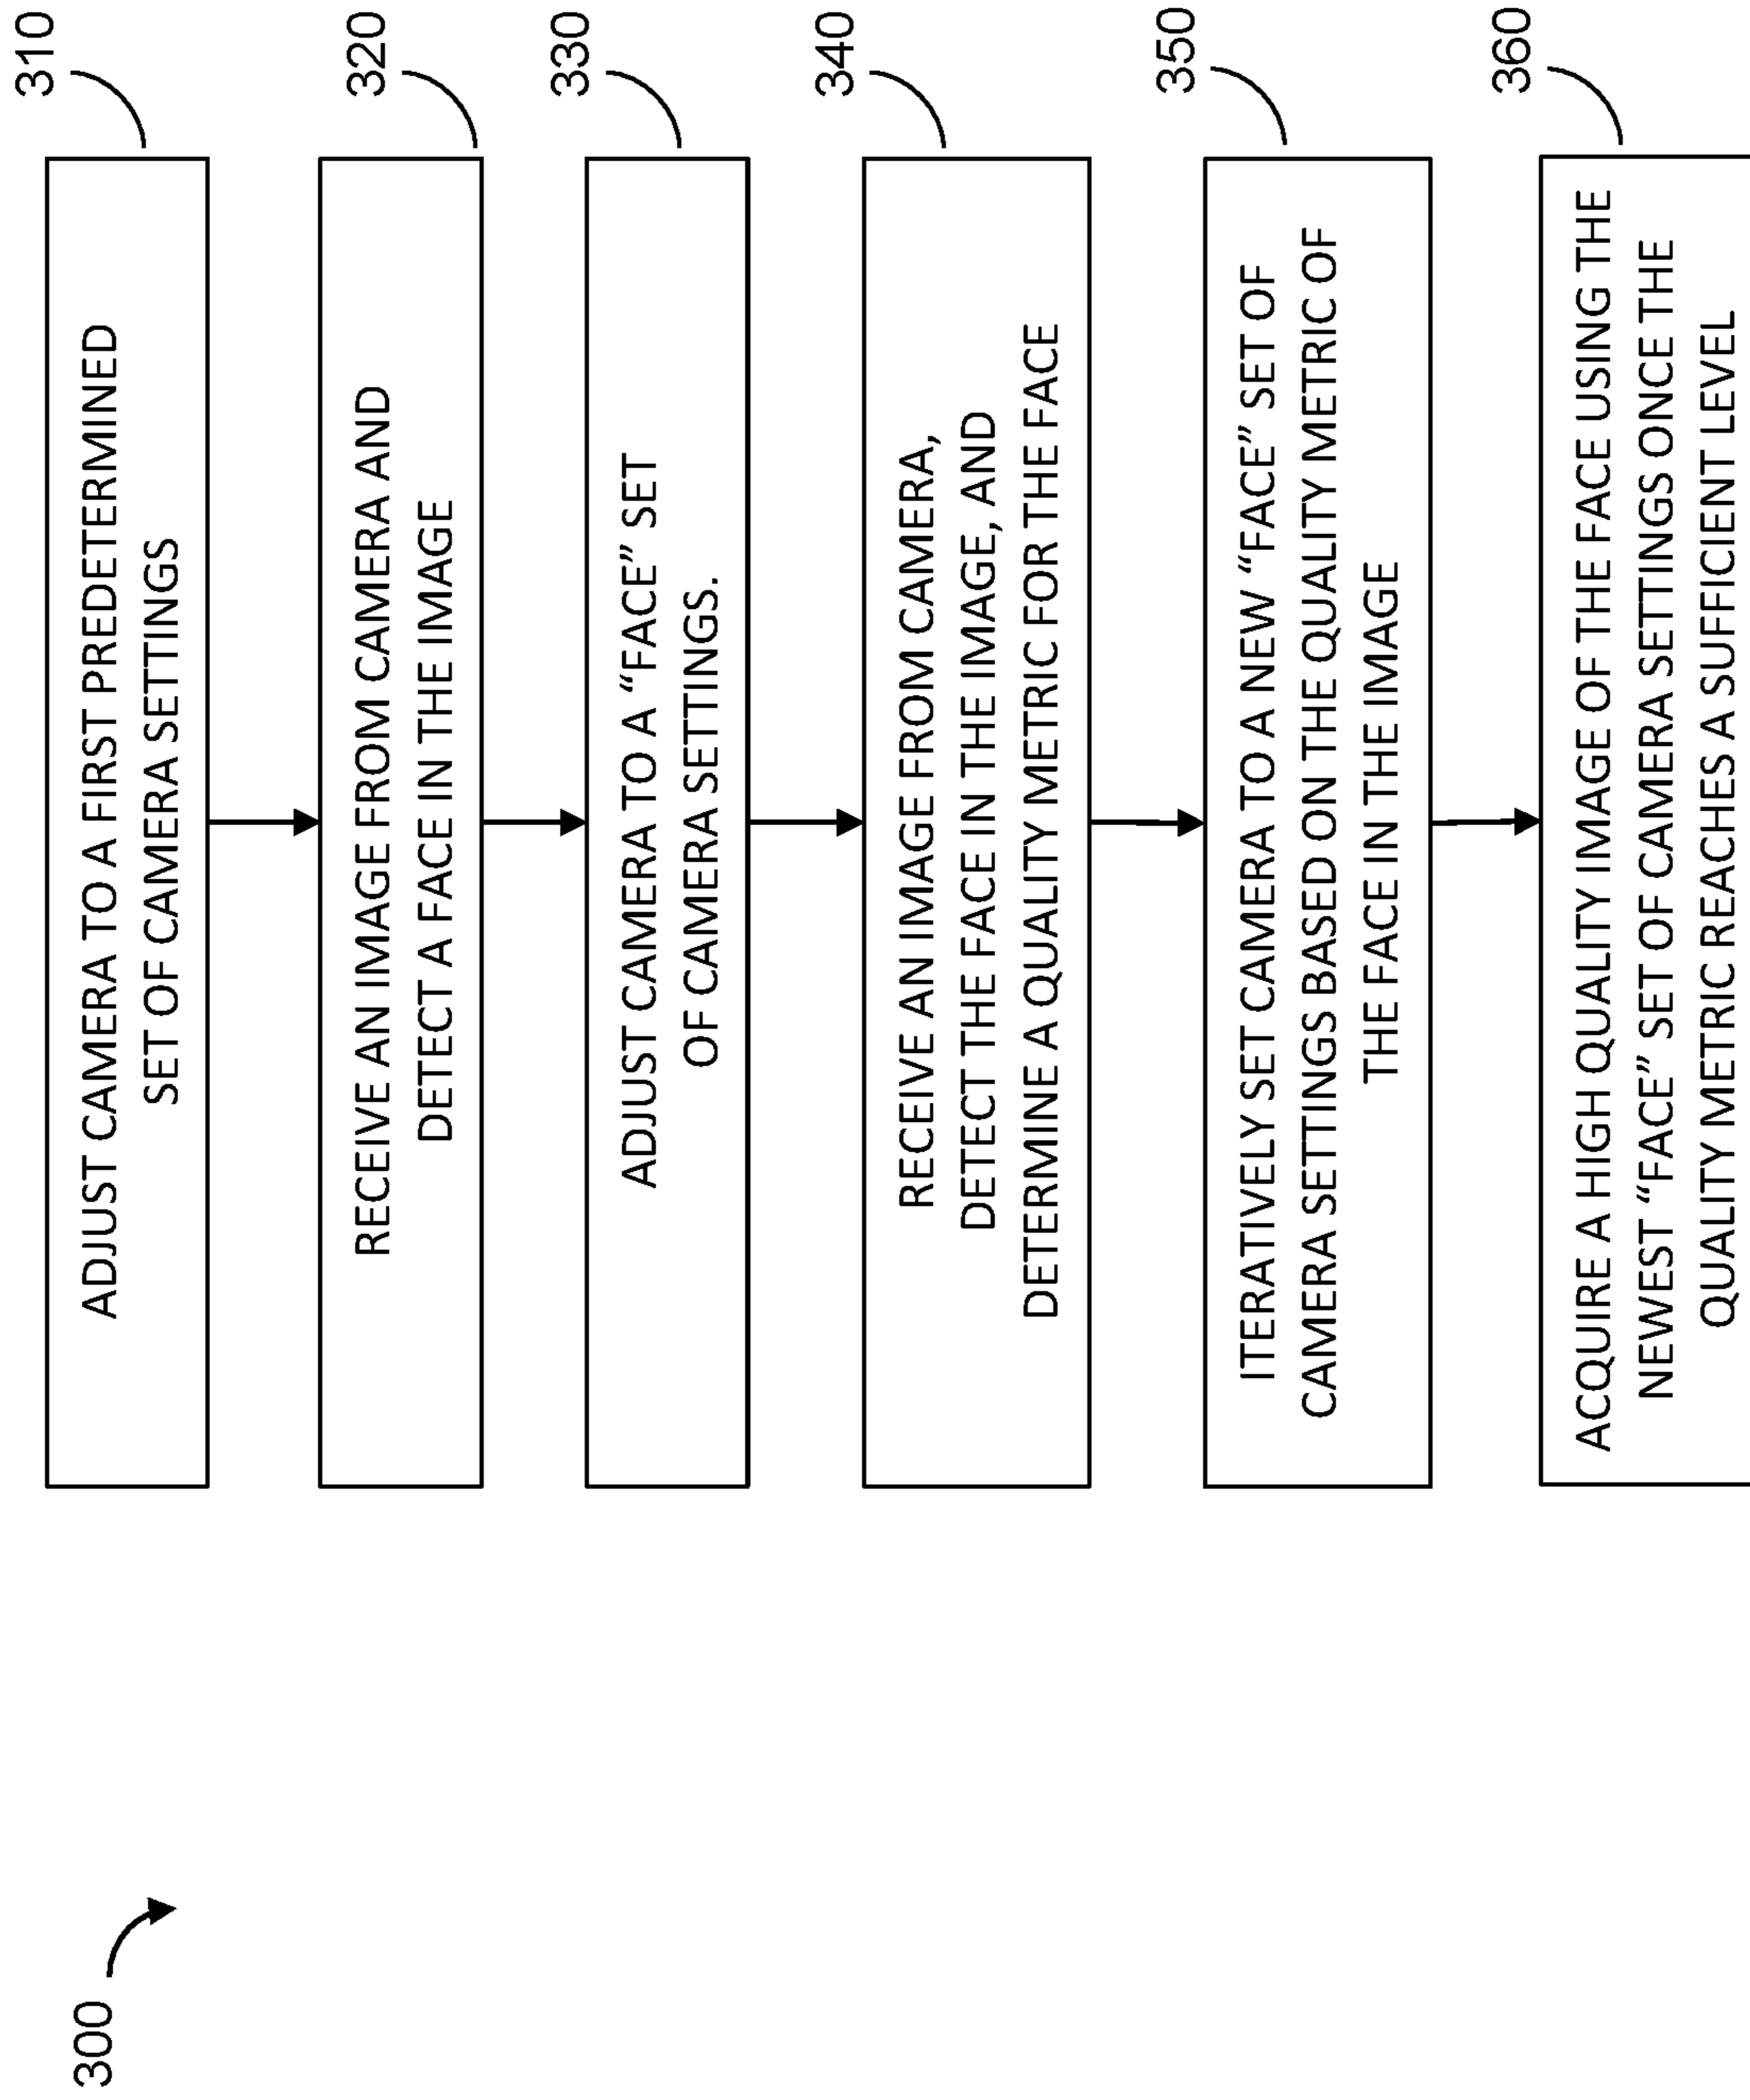 300
310
ADJUST CAMERA TO A FIRST PREDETERMINED
SET OF CAMERA SETTINGS
320
RECEIVE AN IMAGE FROM CAMERA AND
DETECT A FACE IN THE IMAGE
330
ADJUST CAMERA TO A “FACE” SET
OF CAMERA SETTINGS.
340
RECEIVE AN IMAGE FROM CAMERA,
DETECT THE FACE IN THE IMAGE, AND
DETERMINE A QUALITY METRIC FOR THE FACE
350
ITERATIVELY SET CAMERA TO A NEW “FACE” SET OF
CAMERA SETTINGS BASED ON THE QUALITY METRIC OF
THE FACE IN THE IMAGE
360
ACQUIRE A HIGH QUALITY IMAGE OF THE FACE USING THE
NEWEST “FACE” SET OF CAMERA SETTINGS ONCE THE
QUALITY METRIC REACHES A SUFFICIENT LEVEL